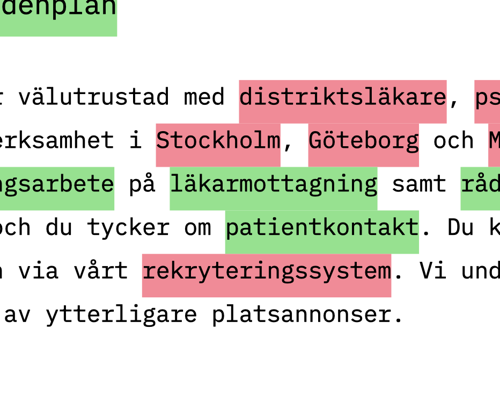 denplan
r välutrustad med distriktsläkare, ps
erksamhet i Stockholm, Göteborg och M
ngsarbete på läkarmottagning samt råd
och du tycker om patientkontakt. Du k
n via vårt rekryteringssystem. Vi und
av ytterligare platsannonser.